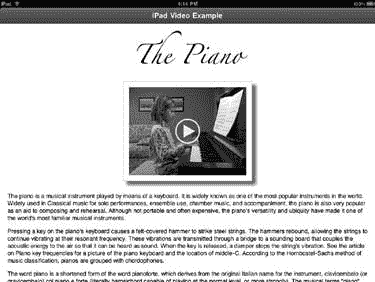 iPad
4:14 PM
100%
iPad Video Example
The Piano
The piano is a musical instrument played by means of a keyboard. It is widely known as one of the most popular instruments in the world.
Widely used in Classical music for solo performances, ensemble use, chamber music, and accompaniment, the piano is also very popular
as an aid to composing and rehearsal. Although not portable and often expensive, the piano's versatility and ubiquity have made it one of
the world's most familiar musical instruments.
Pressing a key on the piano's keyboard causes a felt-covered hammer to strike steel strings. The hammers rebound, allowing the strings to
continue vibrating at their resonant frequency. These vibrations are transmitted through a bridge to a sounding board that couples the
acoustic energy to the air so that it can be heard as sound. When the key is released, a damper stops the string's vibration. See the article
on Piano key frequencies for a picture of the piano keyboard and the location of middle-C. According to the Hornbostel-Sachs method of
music classification, pianos are grouped with chordophones.
The word piano is a shortened form of the word pianoforte, which derives from the original Italian name for the instrument, clavicembalo (or
gravicembalo) col piano e forte (literally harpsichord capable of playing at the normal level, or more strongly). The musical terms "piano"